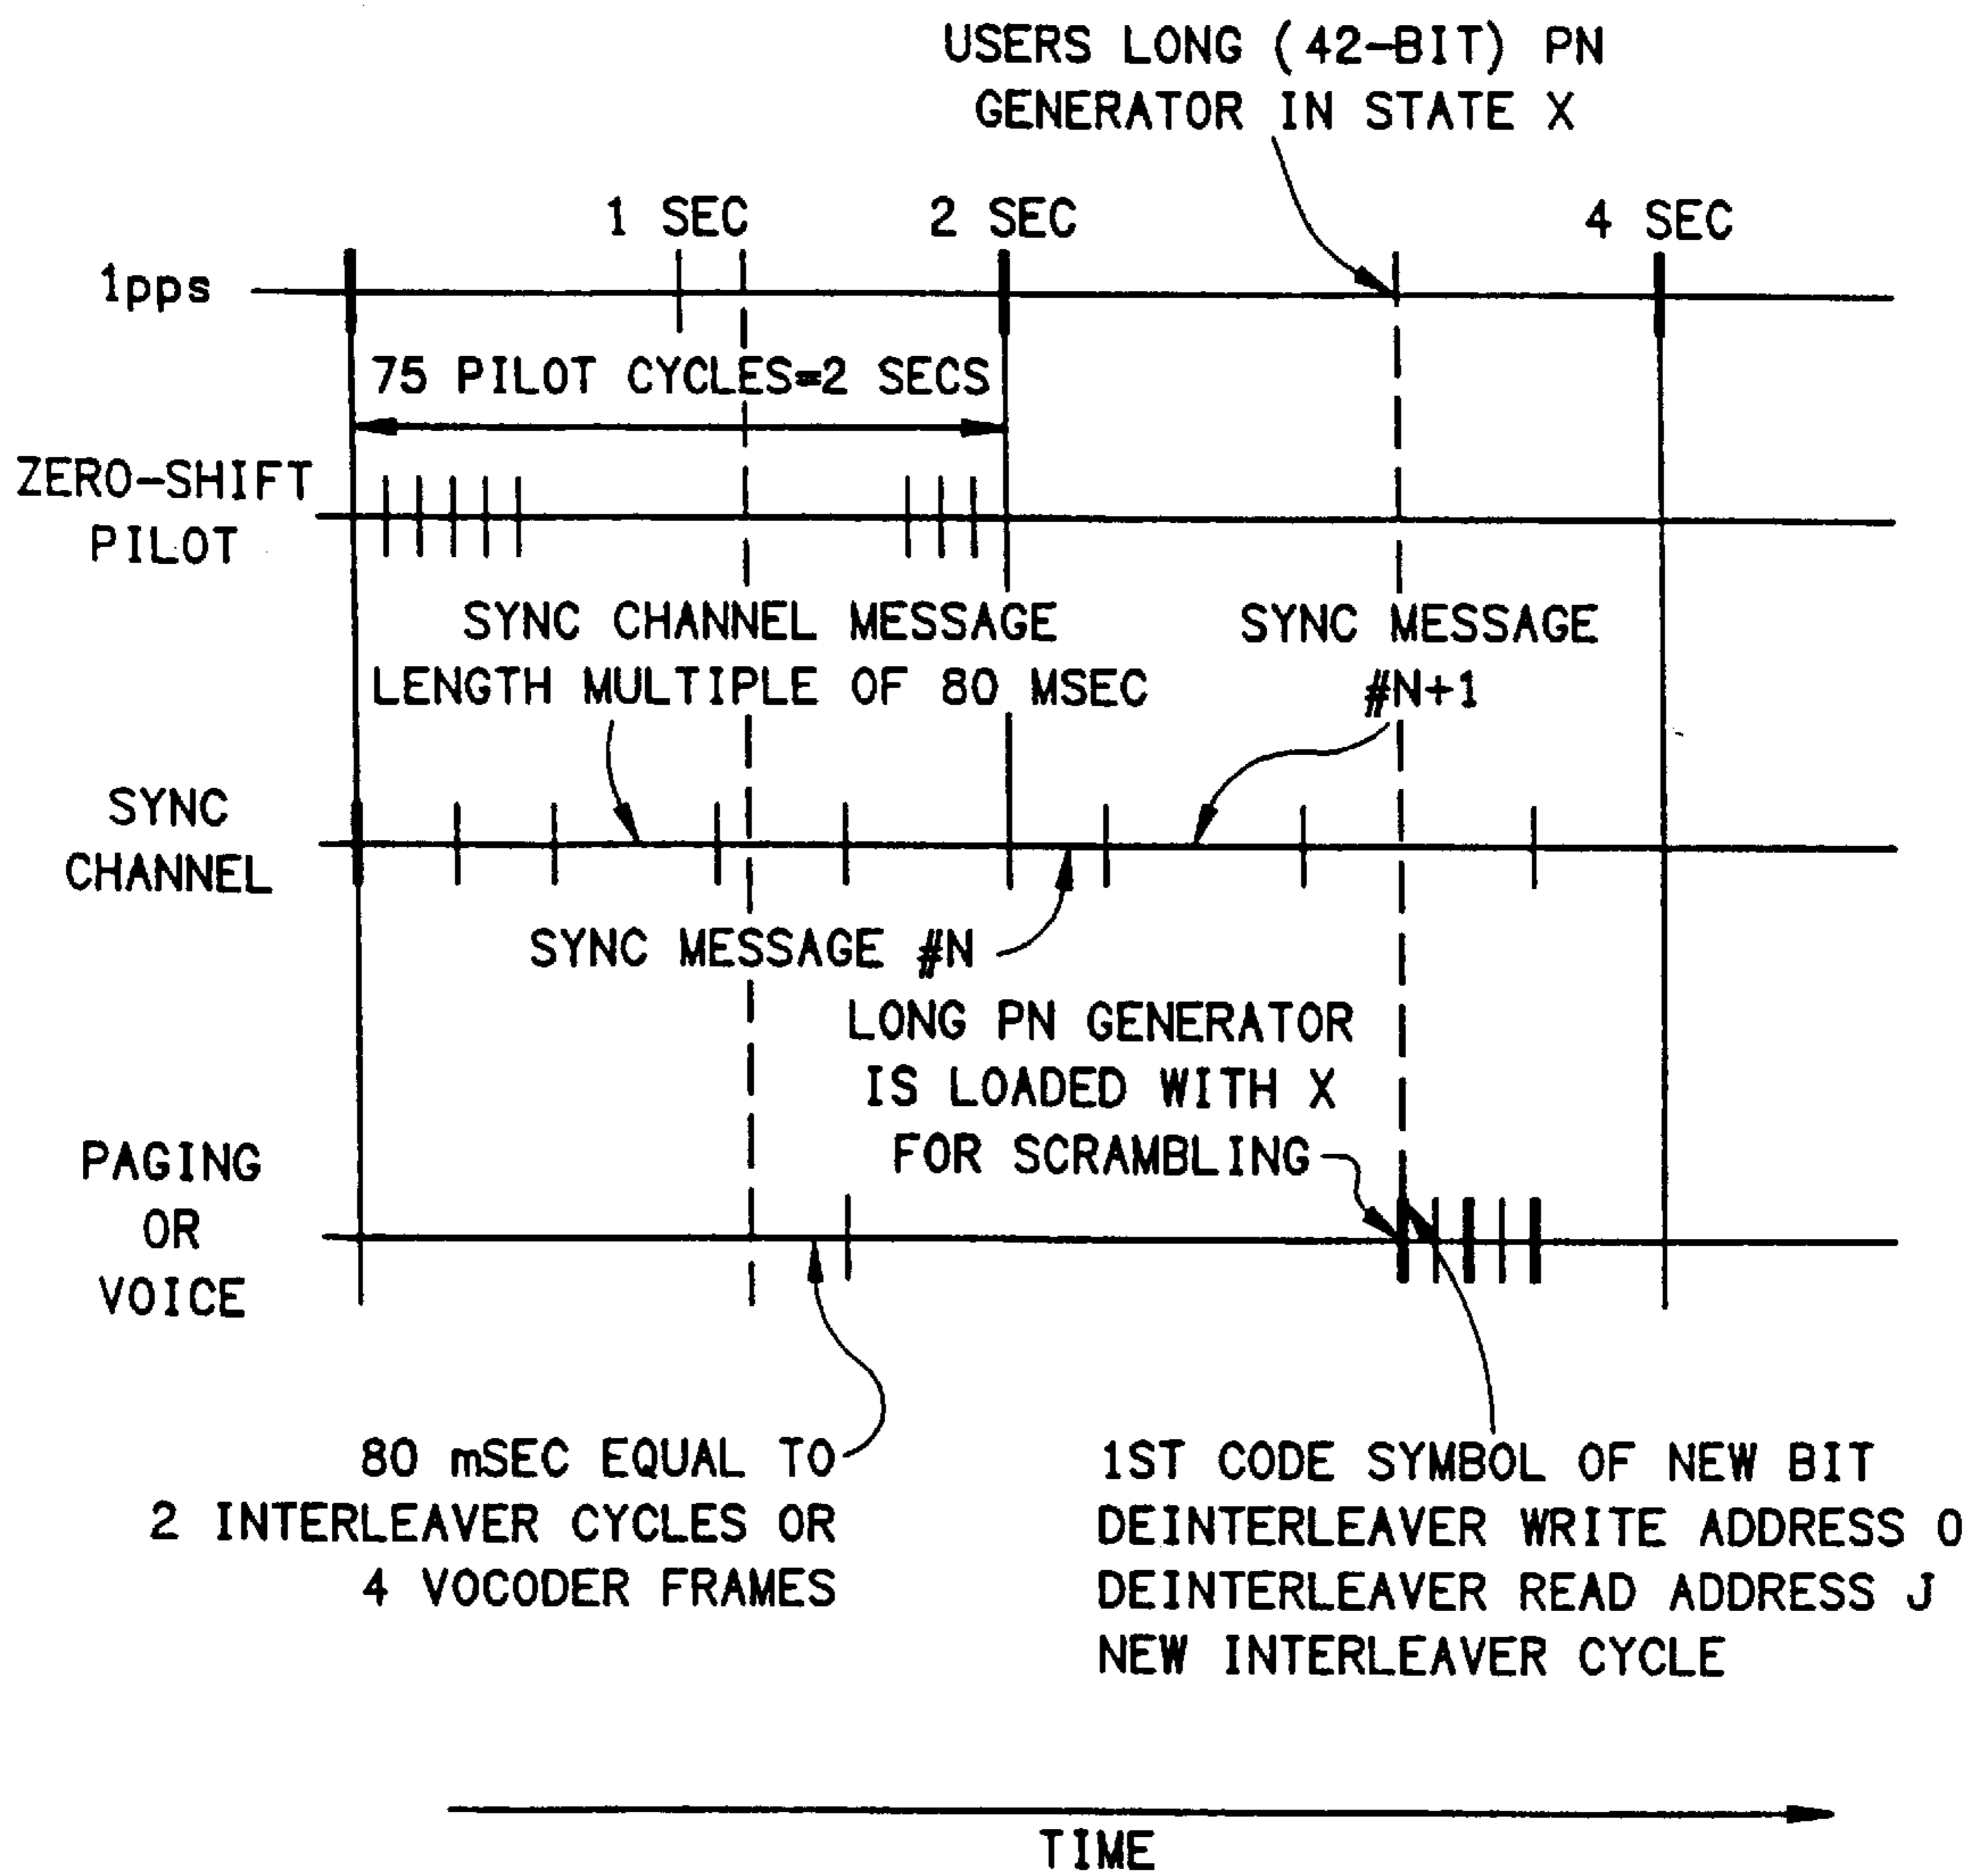 USERS LONG (42-BIT) PN
GENERATOR IN STATE X
1 SEC
2 SEC
4 SEC
1pps
75 PILOT CYCLES=2 SECS
ZERO-SHIFT
PILOT
SYNC CHANNEL MESSAGE
LENGTH MULTIPLE OF 80 MSEC
SYNC MESSAGE
#N+1
SYNC
CHANNEL
SYNC MESSAGE #N
LONG PN GENERATOR
IS LOADED WITH X
FOR SCRAMBLING
PAGING
OR
VOICE
80 mSEC EQUAL TO
2 INTERLEAVER CYCLES OR
4 VOCODER FRAMES
1ST CODE SYMBOL OF NEW BIT
DEINTERLEAVER WRITE ADDRESS 0
DEINTERLEAVER READ ADDRESS J
NEW INTERLEAVER CYCLE
TIME